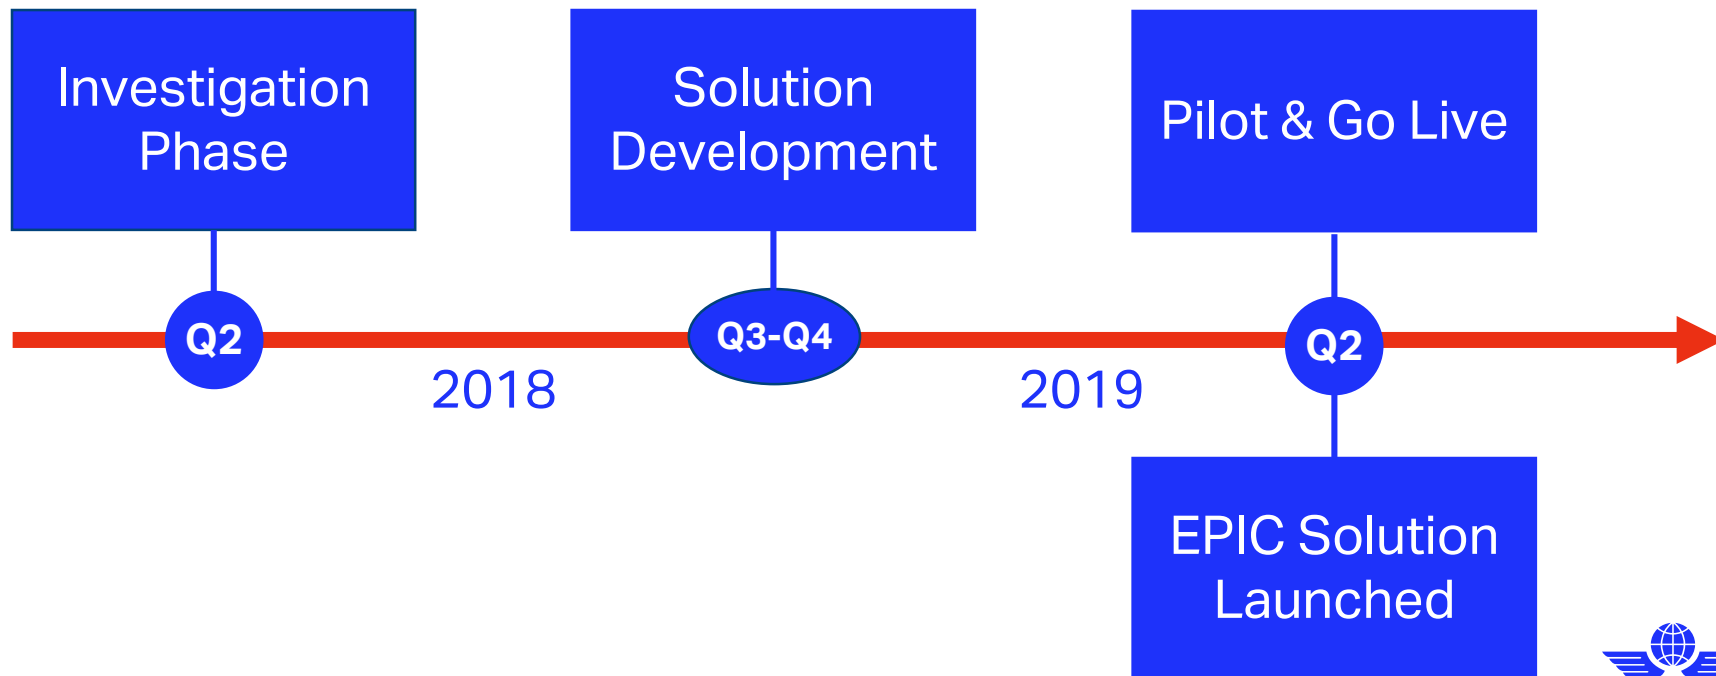 Investigation
Phase
Solution
Development
Pilot & Go Live
Q2
Q3-Q4
Q2
2018
2019
EPIC Solution
Launched